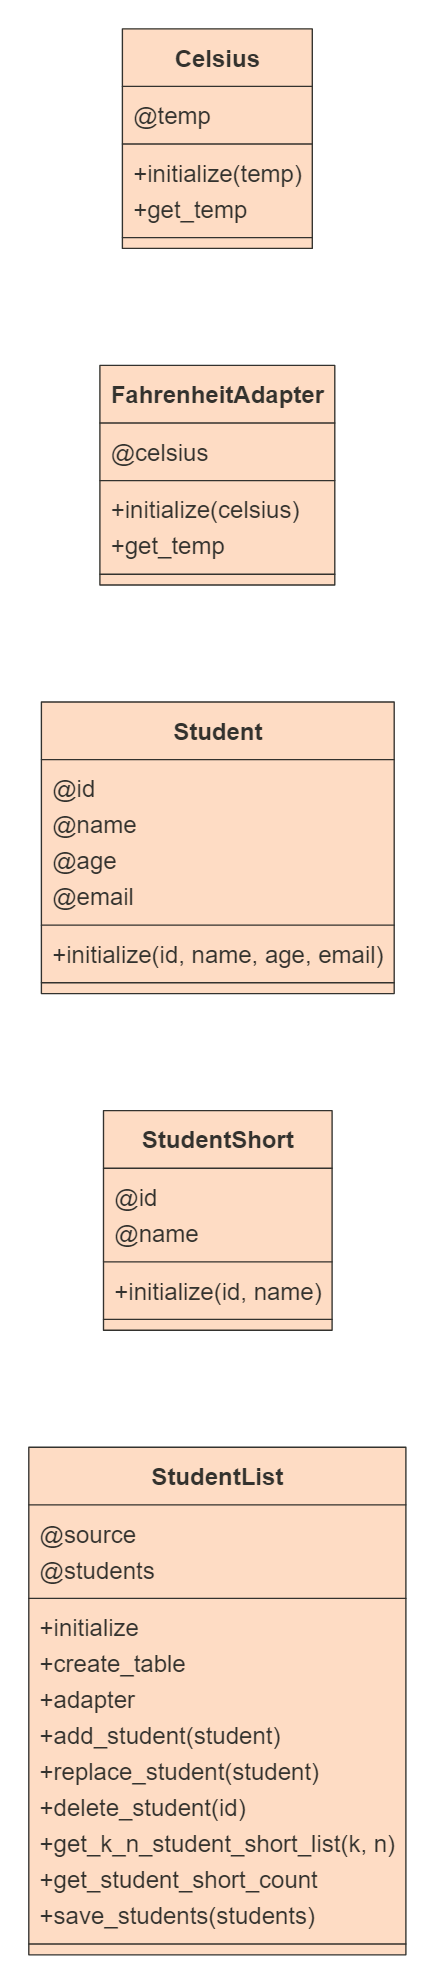 Celsius
@temp
+initialize(temp)
+get_temp
FahrenheitAdapter
@celsius
+initialize(celsius)
+get_temp
Student
@id
@name
@age
@email
+initialize(id, name, age, email)
StudentShort
@id
@name
+initialize(id, name)
StudentList
@source
@students
+initialize
+create_table
+adapter
+add_student(student)
+replace_student(student)
+delete_student(id)
+get_k_n_student_short_list(k, n)
+get_student_short_count
+save_students(students)